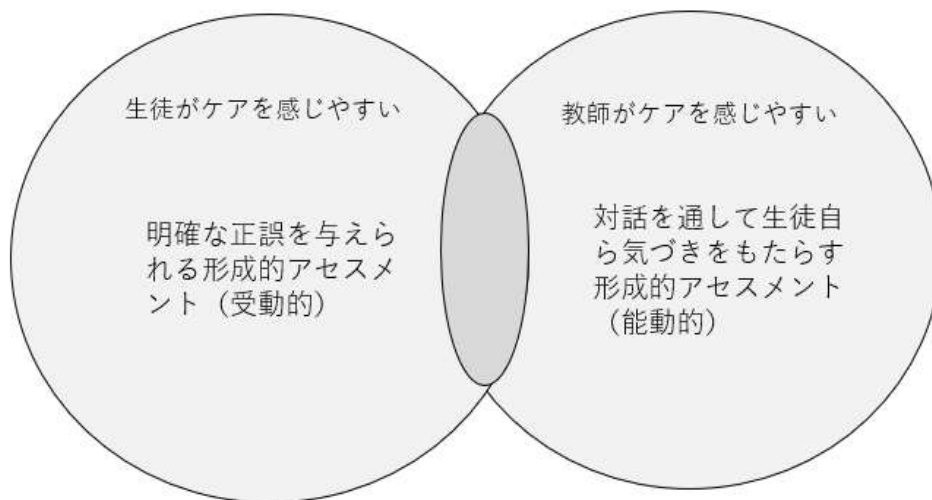 生徒がケアを感じやすい
明確な正誤を与えら
れる形成的アセスメ
ント（受動的）
教師がケアを感じやすい
対話を通して生徒自
ら気づきをもたらす
形成的アセスメント
（能動的）